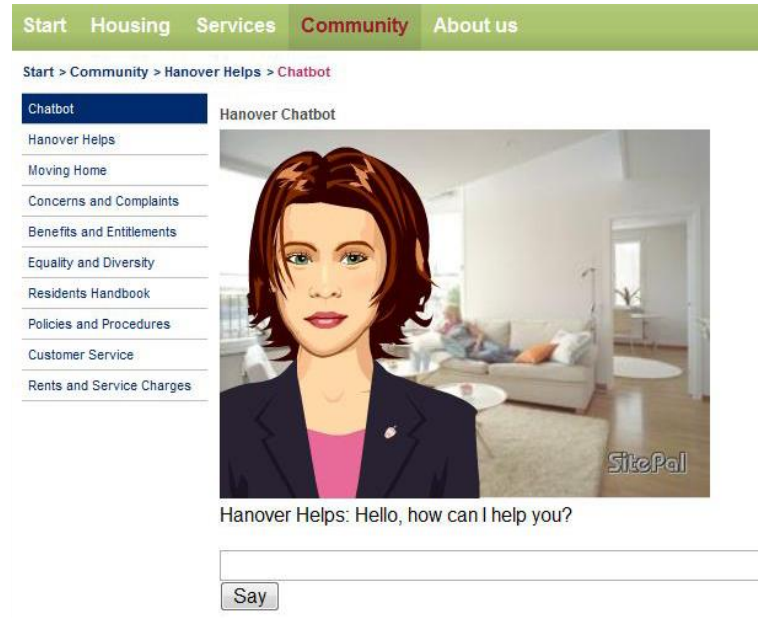 Start Housing Services Community About us
Start > Community > Hanover Helps > Chatbot
Chatbot
Hanover Helps
Moving Home
Concerns and Complaints
Benefits and Entitlements
Equality and Diversity
Residents Handbook
Policies and Procedures
Customer Service
Rents and Service Charges
Hanover Chatbot
SitePal
Hanover Helps: Hello, how can I help you?
Say